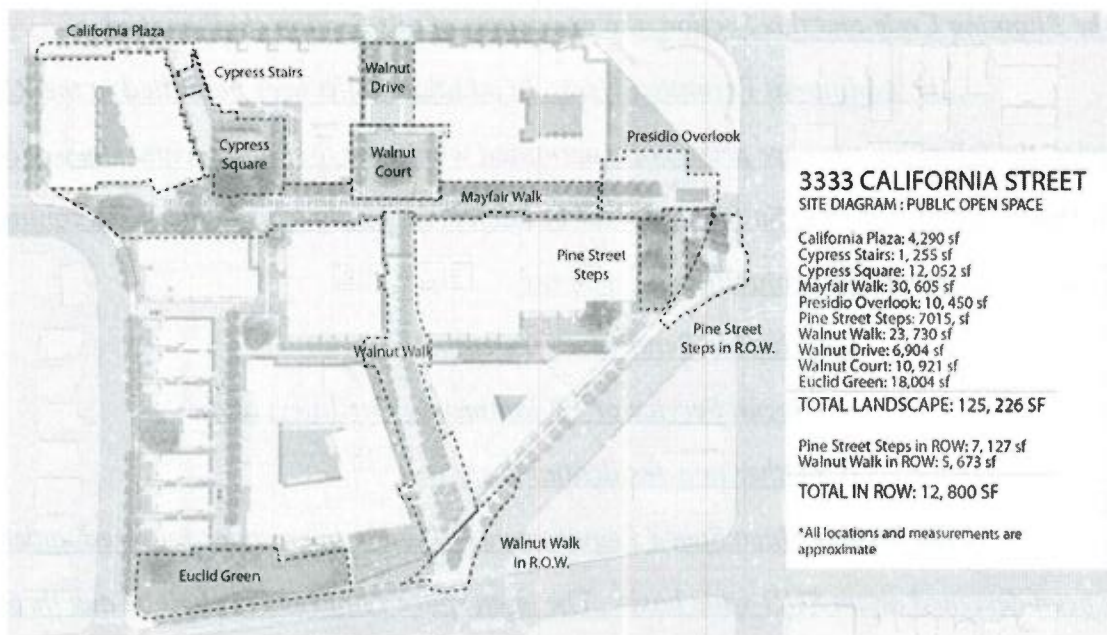 California Plaza
Cypress Stairs
Walnut
Drive
Cypress
Square
Walnut
Court
Presidio Overlook
Mayfair Walk
Pine Street
Steps
Pine Street
Steps in R.O.W.
Walnut Walk
Walnut Walk
in R.O.W.
Euclid Green
3333 CALIFORNIA STREET
SITE DIAGRAM : PUBLIC OPEN SPACE
California Plaza: 4,290 sf
Cypress Stairs: 1, 255 sf
Cypress Square: 12, 052 sf
Mayfair Walk: 30, 605 sf
Presidio Overlook: 10, 450 sf
Pine Street Steps: 7015, sf
Walnut Walk: 23, 730 sf
Walnut Drive: 6,904 sf
Walnut Court: 10, 921 sf
Euclid Green: 18,004 sf
TOTAL LANDSCAPE: 125, 226 SF
Pine Street Steps in ROW: 7, 127 sf
Walnut Walk in ROW: 5, 673 sf
TOTAL IN ROW: 12, 800 SF
*All locations and measurements are
approximate